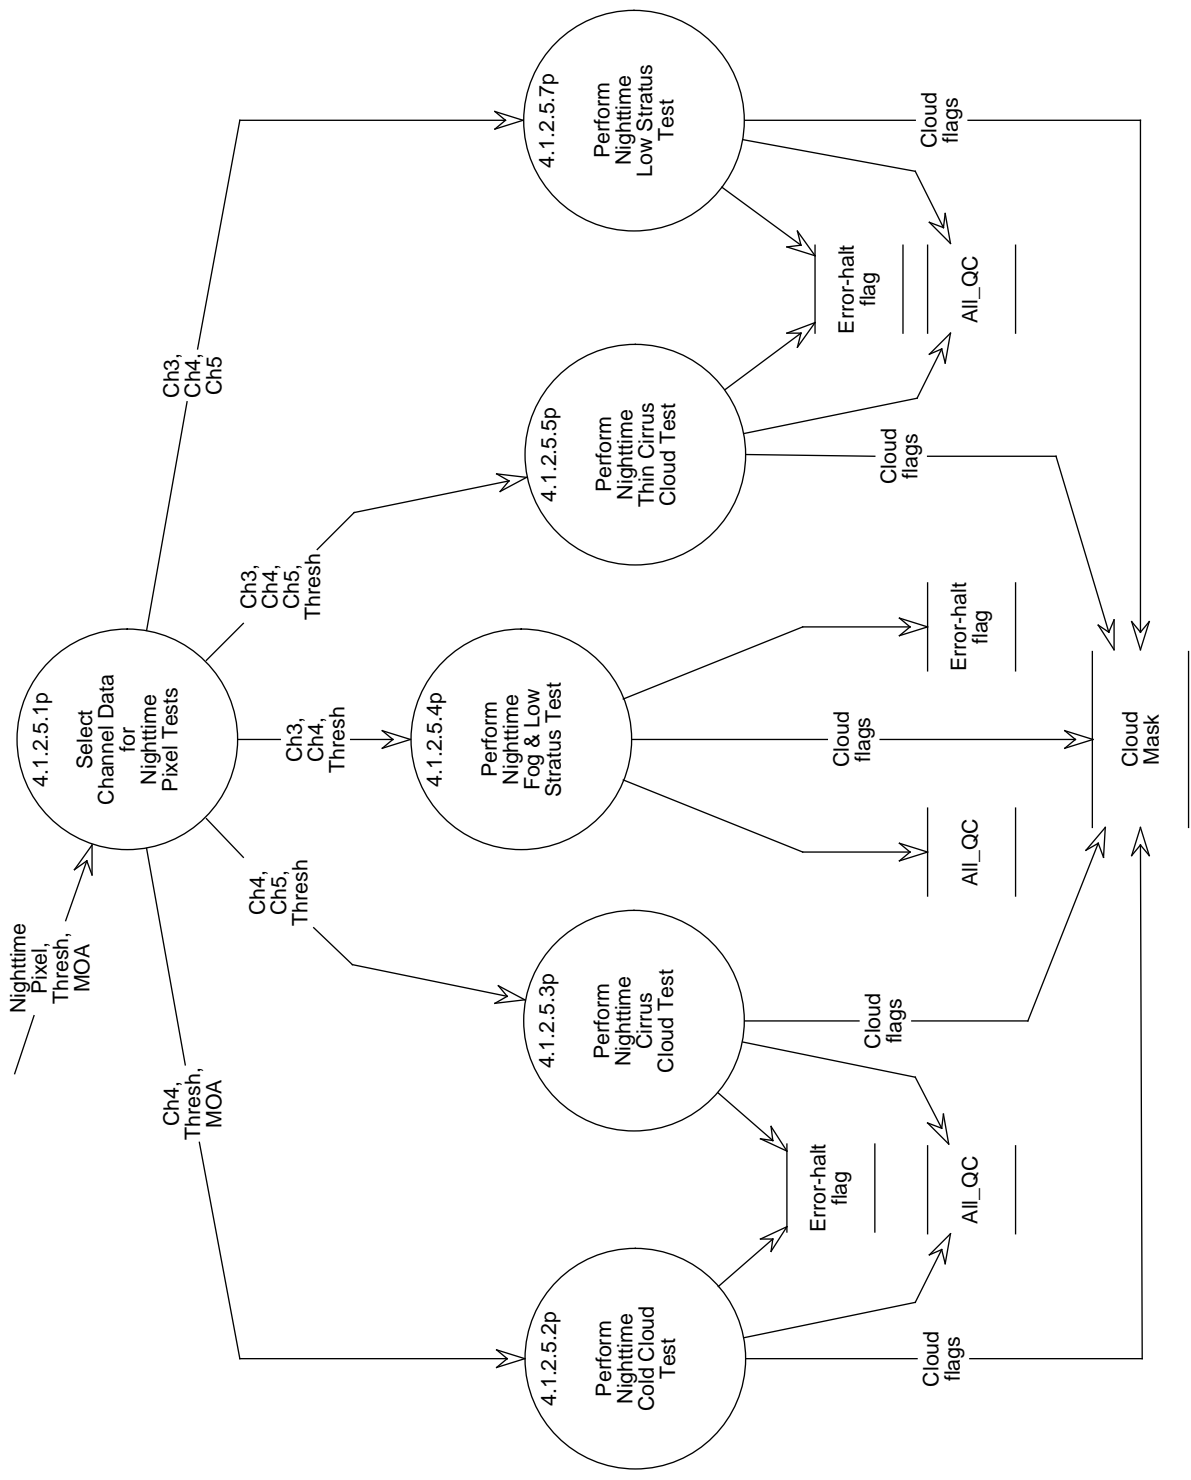 Nighttime
Pixel,
Thresh,
MOA
4.1.2.5.1p
Select
Channel Data
for
Nighttime
Pixel Tests
Ch4,
Thresh,
MOA
Ch4,
Ch5,
Thresh
Ch3,
Ch4,
Thresh
Ch3,
Ch4,
Ch5,
Thresh
Ch3,
Ch4,
Ch5
4.1.2.5.2p
Perform
Nighttime
Cold Cloud
Test
4.1.2.5.3p
Perform
Nighttime
Cirrus
Cloud Test
4.1.2.5.4p
Perform
Nighttime
Fog & Low
Stratus Test
4.1.2.5.5p
Perform
Nighttime
Thin Cirrus
Cloud Test
4.1.2.5.7p
Perform
Nighttime
Low Stratus
Test
Error-halt
flag
Error-halt
flag
Cloud
flags
Cloud
flags
Cloud
flags
Cloud
flags
Cloud
flags
All_QC
All_QC
Error-halt
flag
All_QC
Cloud
Mask